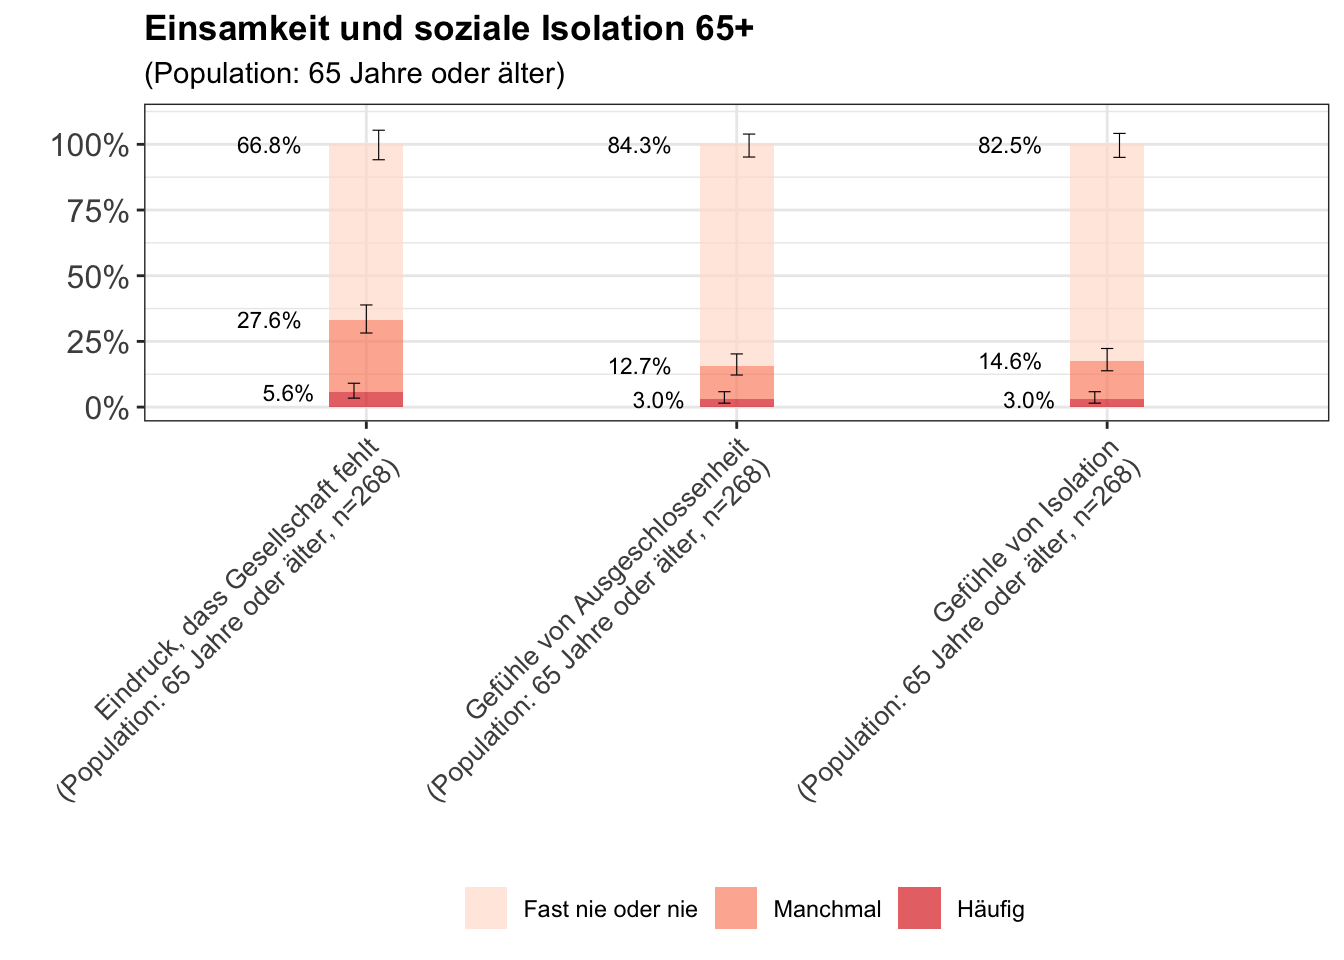 Einsamkeit und soziale Isolation 65+
(Population: 65 Jahre oder älter)
100%
75%
50%
25%
0%
66.8%
27.6%
5.6%
84.3%
12.7%
3.0%
82.5%
14.6%
3.0%
Eindruck, dass Gesellschaft fehlt
(Population: 65 Jahre oder älter, n=268)
Gefühle von Ausgeschlossenheit
(Population: 65 Jahre oder älter, n=268)
Gefühle von Isolation
(Population: 65 Jahre oder älter, n=268)
Fast nie oder nie
Manchmal
Häufig